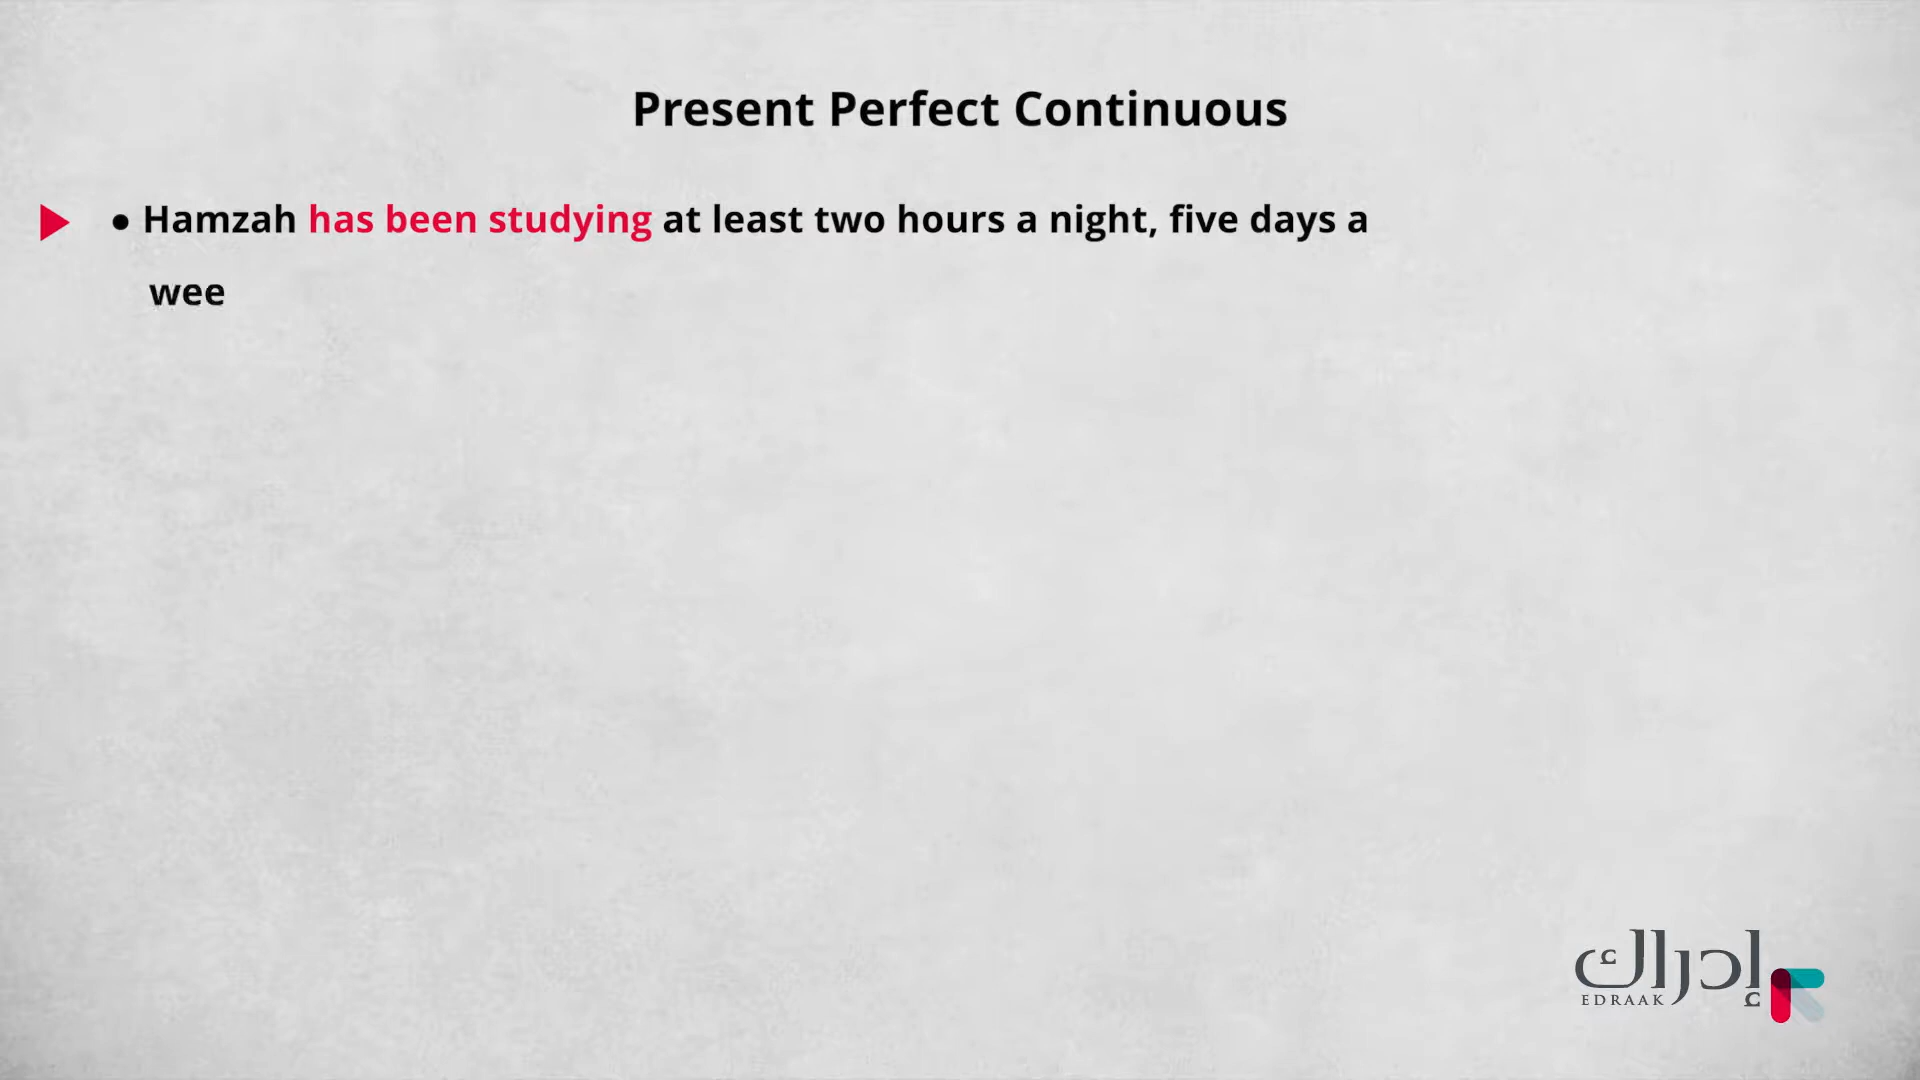 Present Perfect Continuous
• Hamzah has been studying at least two hours a night, five days a
wee
إدراك
EDRAAK